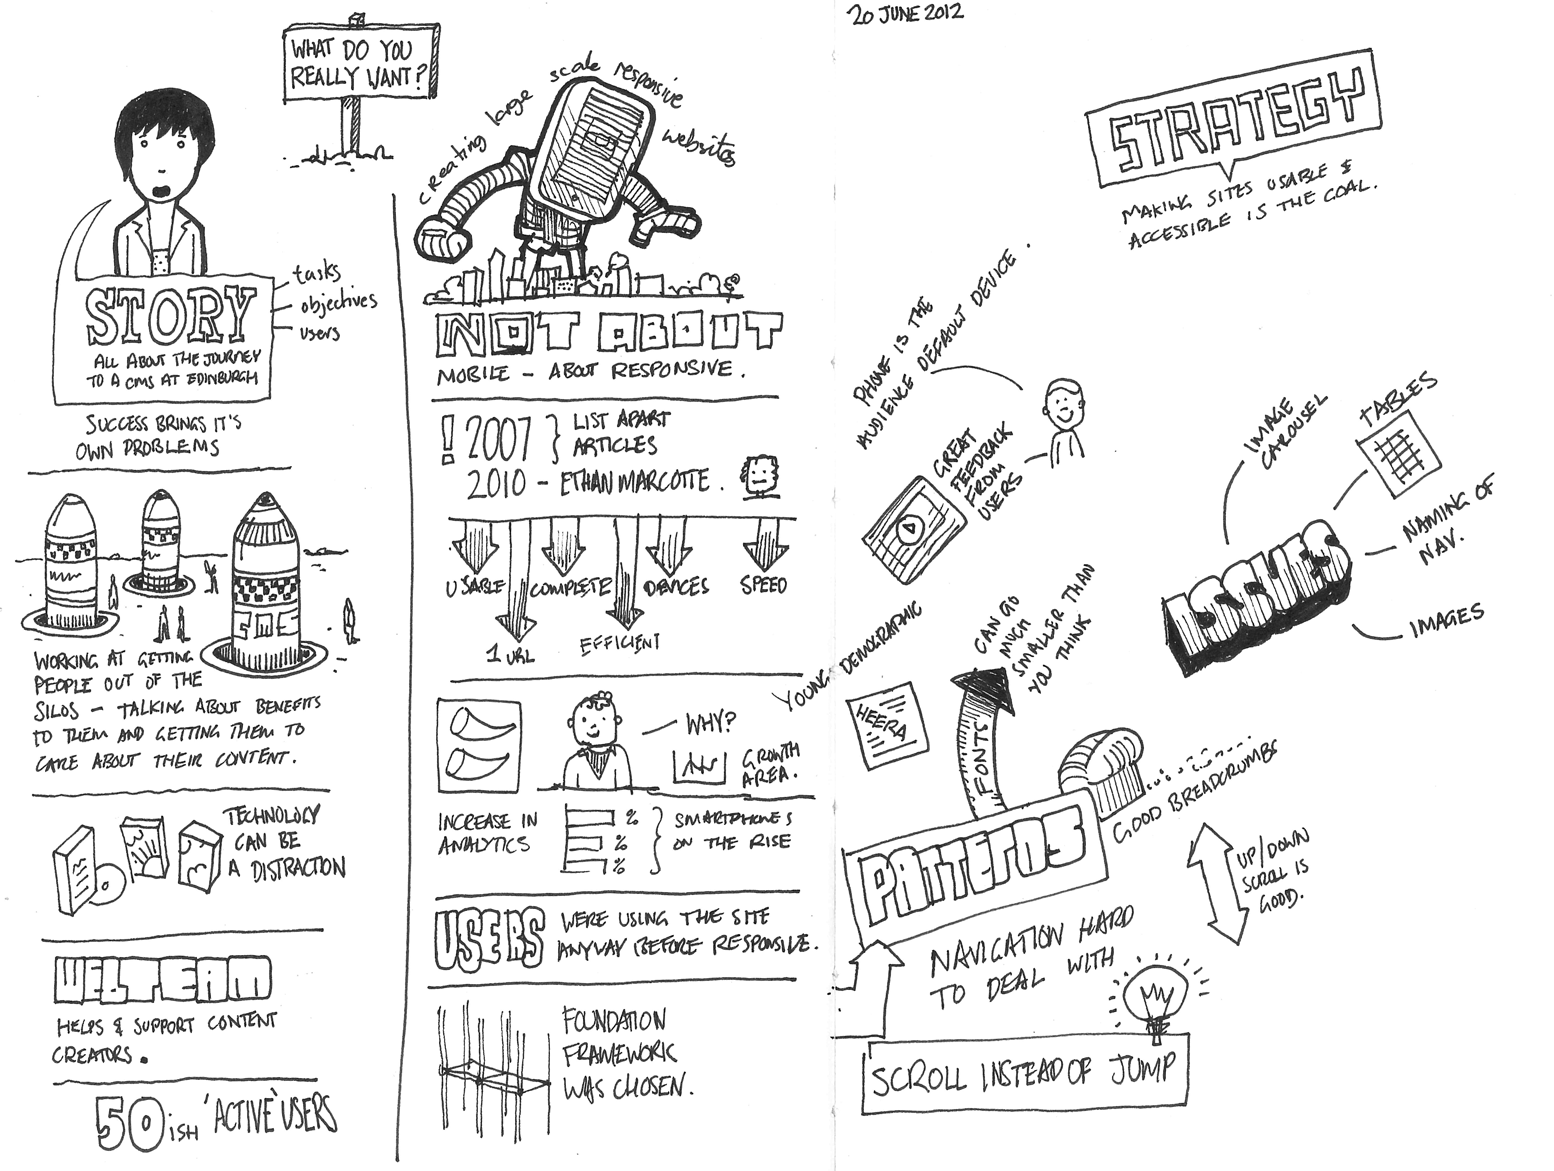 20 JUNE 2012
WHAT DO YOU
REALLY WANT?
STORY
ALL ABOUT THE JOURNEY
TO A CMS AT EDINBURGH
tasks
objectives
users
SUCCESS BRINGS IT'S
OWN PROBLEMS
WORKING AT GETTING
PEOPLE OUT OF THE
SILOS – TALKING ABOUT BENEFITS
TO THEM AND GETTING THEM TO
CARE ABOUT THEIR CONTENT.
TECHNOLOGY
CAN BE
A DISTRACTION
WEBTEAM
HELPS & SUPPORT CONTENT
CREATORS.
50ish 'ACTIVE' USERS
creating large scale responsive websites
NOT ABOUT
MOBILE – ABOUT RESPONSIVE.
! 2007 } LIST APART
ARTICLES
2010 – ETHAN MARCOTTE.
USABLE
COMPLETE
DEVICES
SPEED
1 URL
EFFICIENT
WHY?
GROWTH
AREA.
INCREASE IN
ANALYTICS
%
%
%
SMARTPHONES
ON THE RISE
USERS
WERE USING THE SITE
ANYWAY BEFORE RESPONSIVE.
FOUNDATION
FRAMEWORK
WAS CHOSEN.
STRATEGY
MAKING SITES USABLE &
ACCESSIBLE IS THE GOAL.
PHONE IS THE
AUDIENCE DEFAULT DEVICE.
GREAT
FEEDBACK
FROM
USERS
YOUNG DEMOGRAPHIC
HEERA
CAN GO
MUCH
SMALLER THAN
YOU THINK
FONTS
ISSUES
IMAGE
CAROUSEL
TABLES
NAMING OF
NAV.
IMAGES
PATTERNS
GOOD BREADCRUMBS
UP/DOWN
SCROLL IS
GOOD.
NAVIGATION HARD
TO DEAL WITH
SCROLL INSTEAD OF JUMP